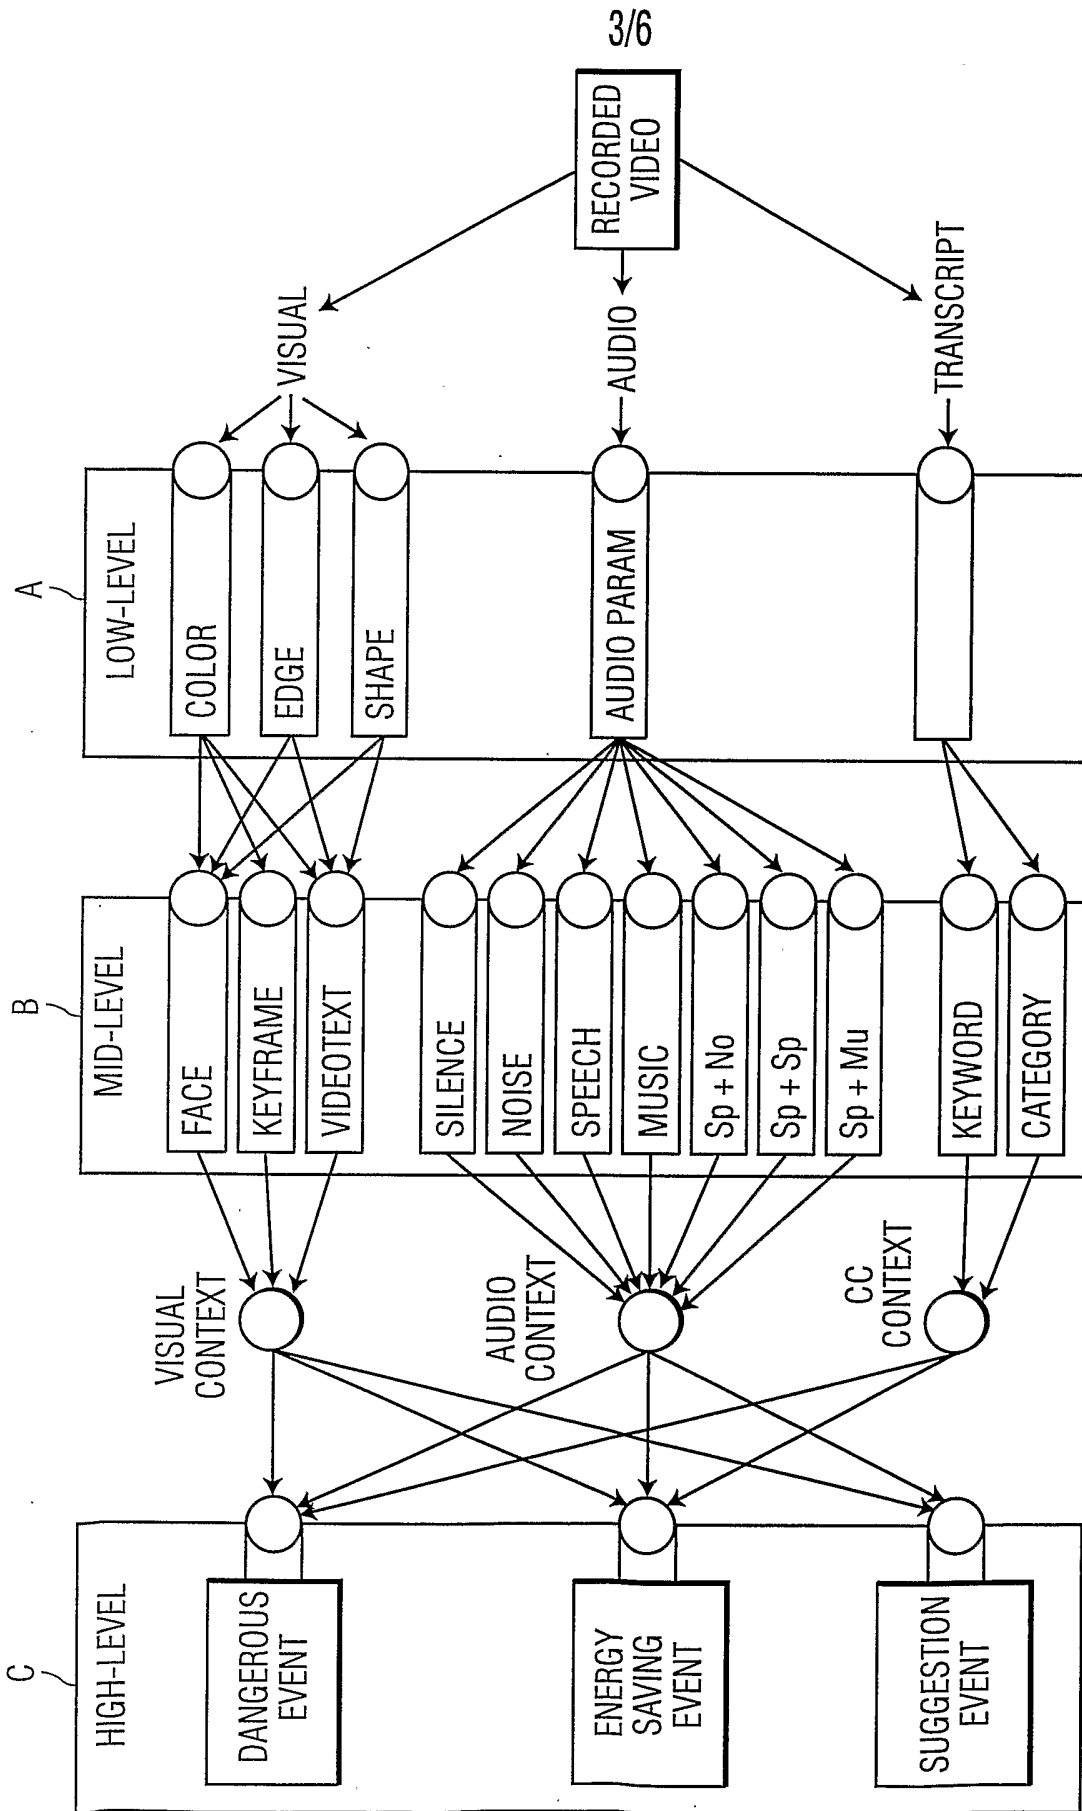 3/6
RECORDED
VIDEO
VISUAL
AUDIO
TRANSCRIPT
A
LOW-LEVEL
COLOR
EDGE
SHAPE
AUDIO PARAM
B
MID-LEVEL
FACE
KEYFRAME
VIDEOTEXT
SILENCE
NOISE
SPEECH
MUSIC
Sp + No
Sp + Sp
Sp + Mu
KEYWORD
CATEGORY
VISUAL
CONTEXT
AUDIO
CONTEXT
CC
CONTEXT
C
HIGH-LEVEL
DANGEROUS
EVENT
ENERGY
SAVING
EVENT
SUGGESTION
EVENT